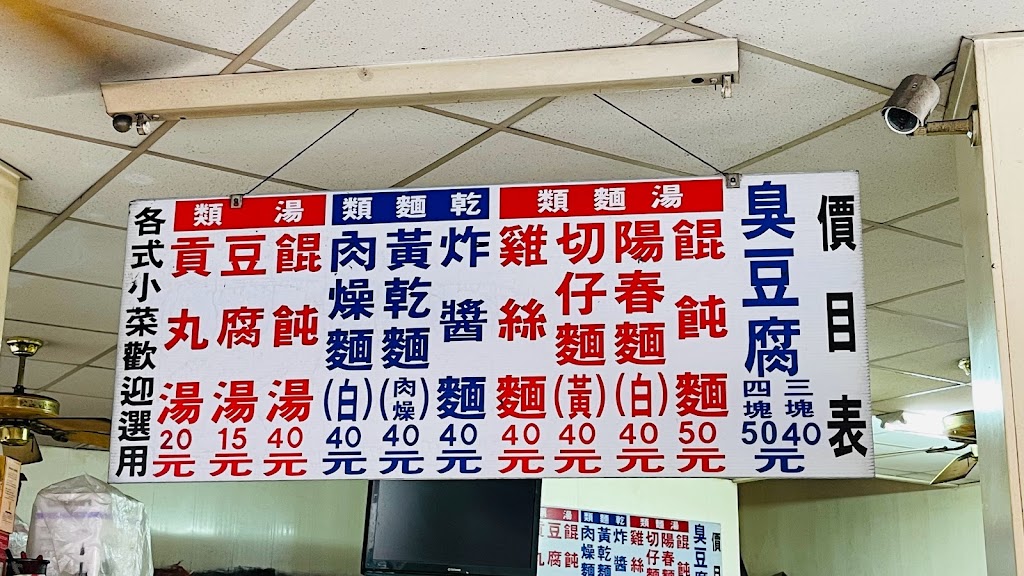 價目表
臭豆腐
三塊 40
四塊 50
元
湯麵類
餛飩麵 50元
陽春麵(白) 40元
切仔麵(黃) 40元
雞絲麵 40元
乾麵類
炸醬麵 40元
黃乾麵(肉燥) 40元
肉燥麵(白) 40元
湯類
餛飩湯 40元
豆腐湯 15元
貢丸湯 20元
各式小菜歡迎選用